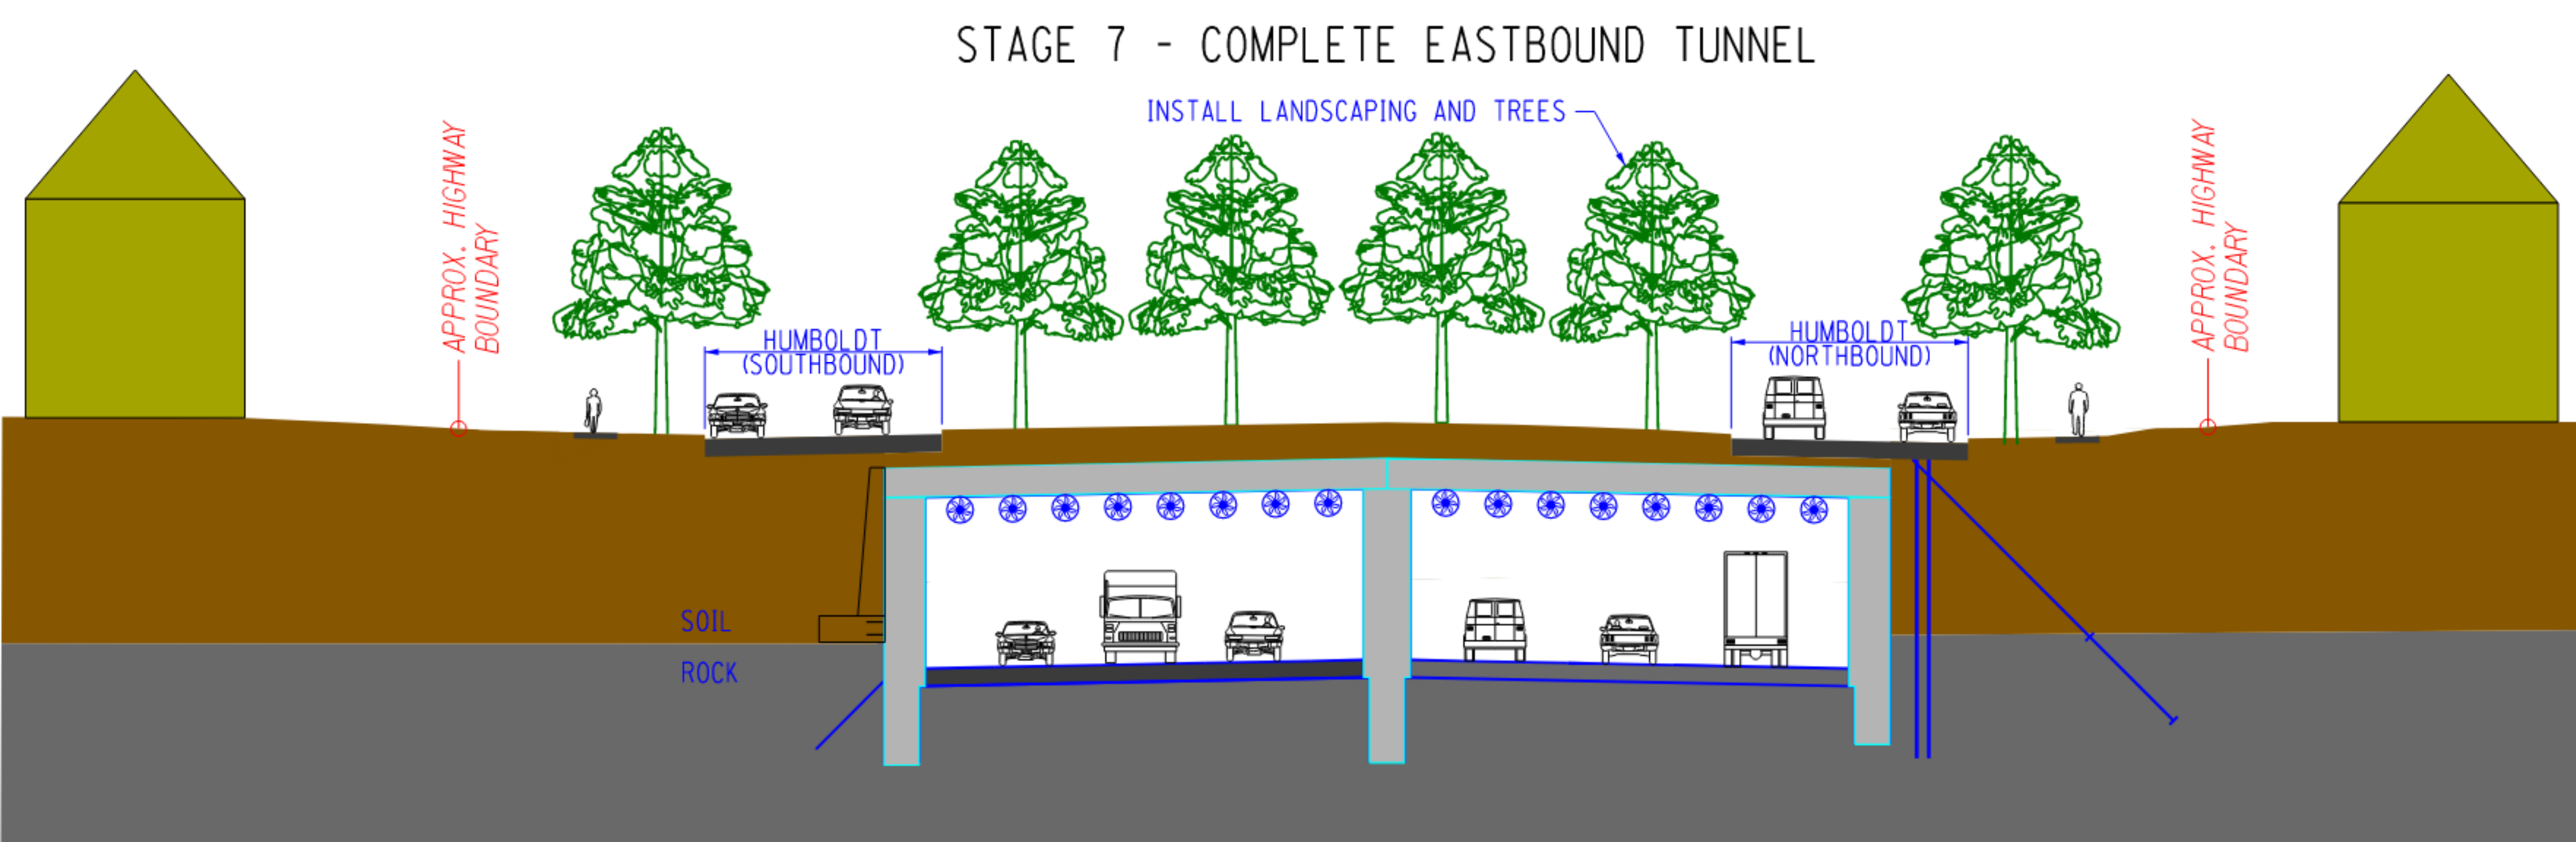 STAGE 7 - COMPLETE EASTBOUND TUNNEL
INSTALL LANDSCAPING AND TREES
APPROX. HIGHWAY
BOUNDARY
HUMBOLDT
(SOUTHBOUND)
HUMBOLDT
(NORTHBOUND)
APPROX. HIGHWAY
BOUNDARY
SOIL
ROCK